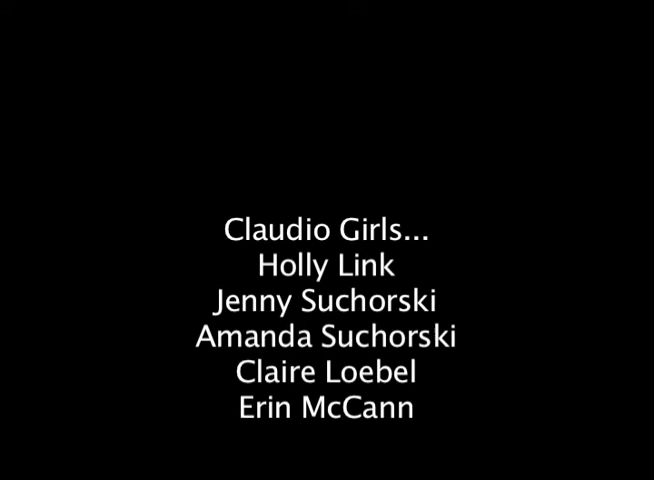 Claudio Girls...
Holly Link
Jenny Suchorski
Amanda Suchorski
Claire Loebel
Erin McCann